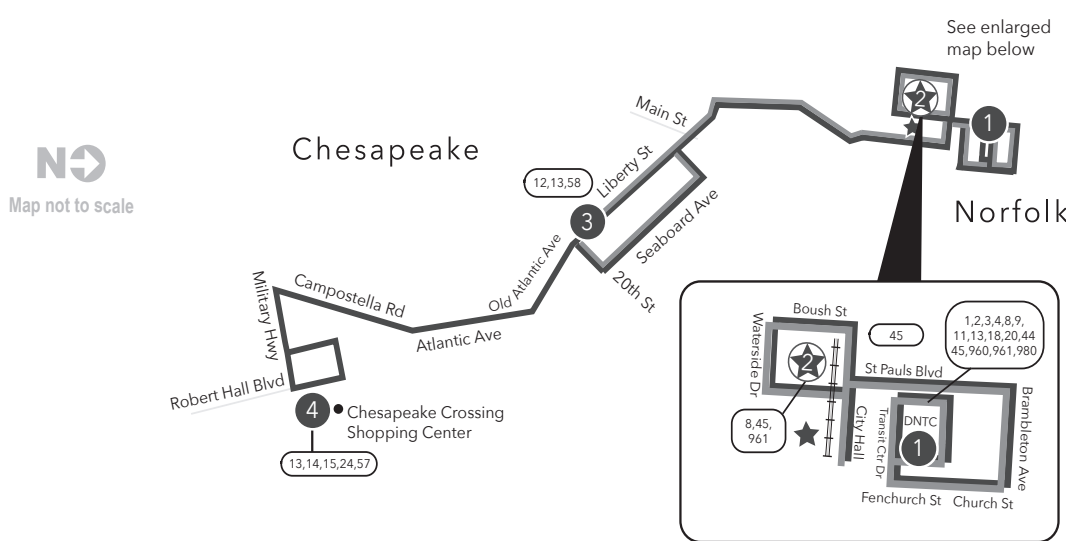 See enlarged
map below
2
1
Main St
Chesapeake
N
Map not to scale
12,13,58
Liberty St
3
Seaboard Ave
Norfolk
Old Atlantic Ave
20th St
Military Hwy
Campostella Rd
Atlantic Ave
Robert Hall Blvd
4
Chesapeake Crossing
Shopping Center
13,14,15,24,57
Waterside Dr
Boush St
45
1,2,3,4,8,9,
11,13,18,20,44
45,960,961,980
2
St Pauls Blvd
8,45,
961
City Hall
Transit Ctr Dr
DNTC
1
Brambleton Ave
Fenchurch St
Church St